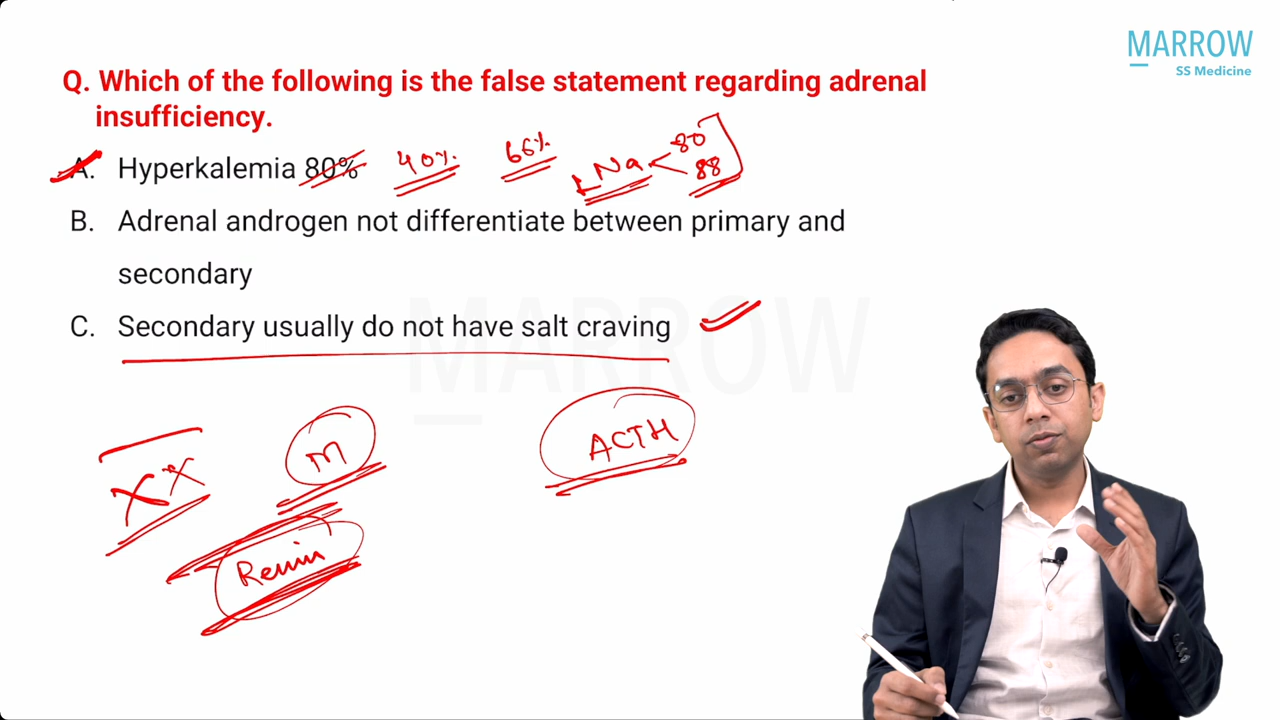 MARROW
SS Medicine
Q. Which of the following is the false statement regarding adrenal
insufficiency.
A. Hyperkalemia 80% 40% 66% ↓Na 80
88
B. Adrenal androgen not differentiate between primary and
secondary
C. Secondary usually do not have salt craving
MARROW
XX M ACTH
Renin